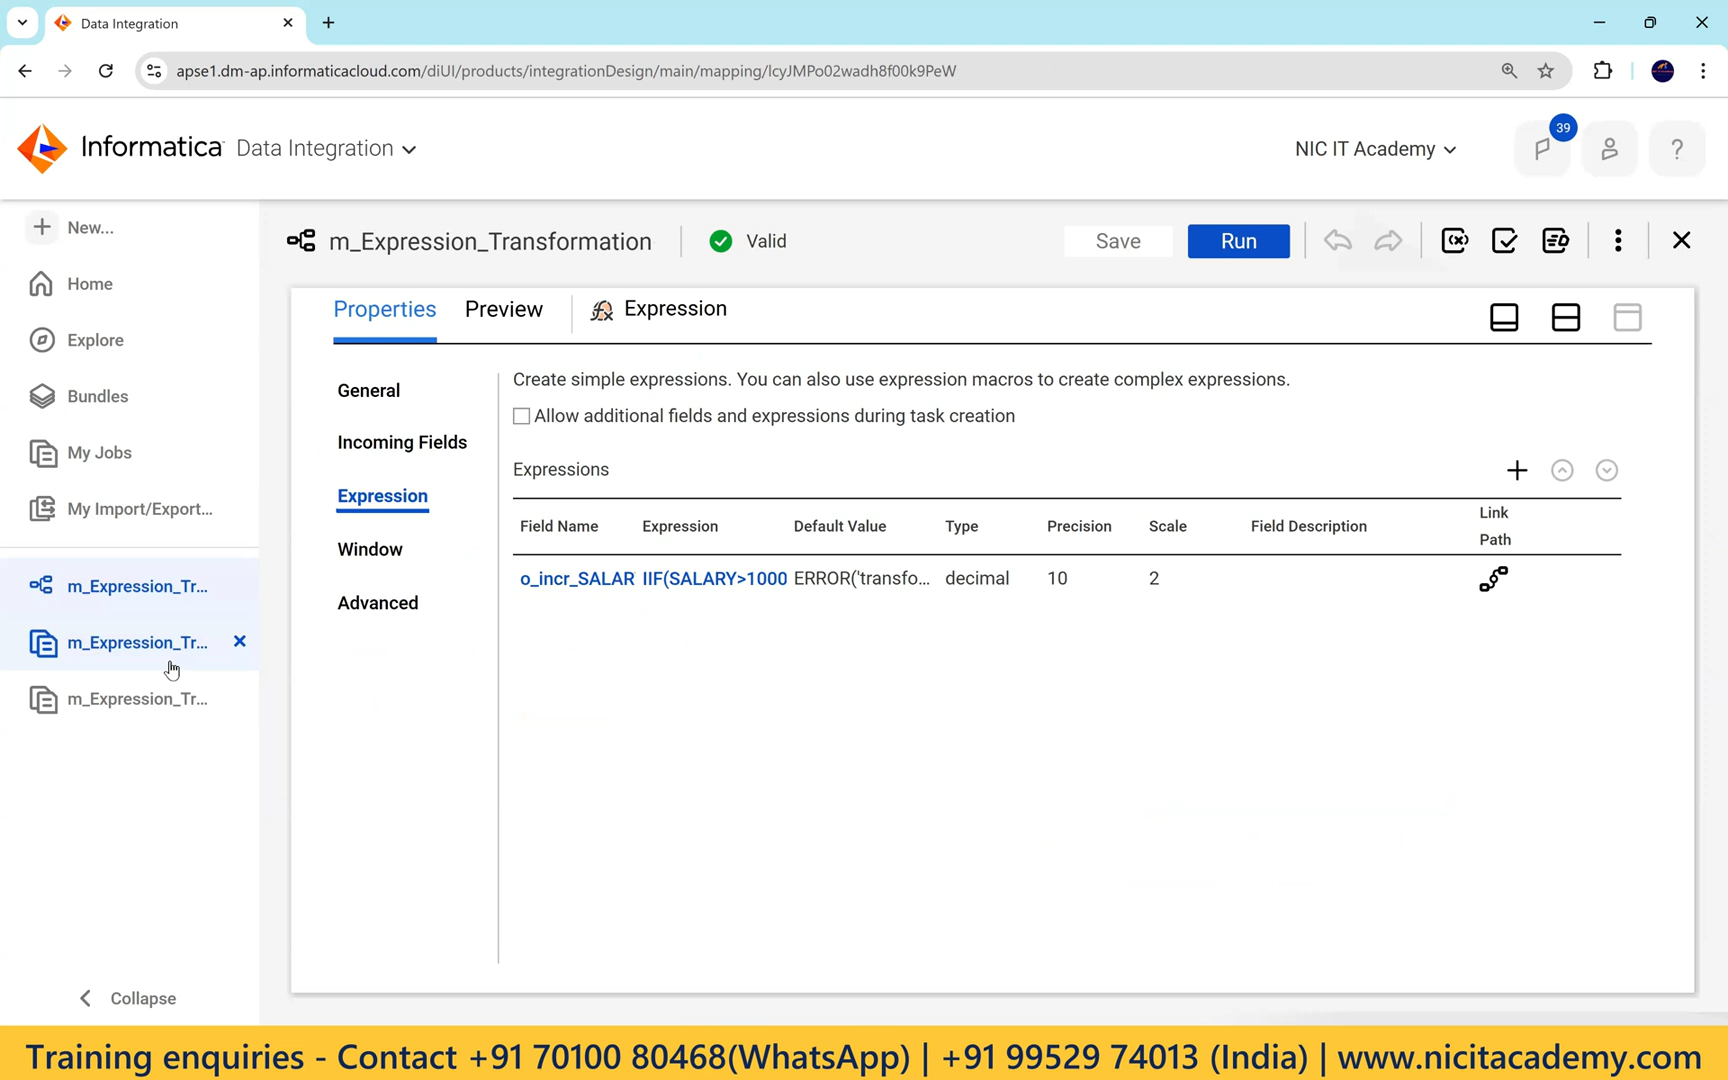 Data Integration
apse1.dm-ap.informaticacloud.com/diUI/products/integrationDesign/main/mapping/lcyJMPo02wadh8f00k9PeW
Informatica Data Integration
NIC IT Academy
39
?
New...
Home
Explore
Bundles
My Jobs
My Import/Export...
m_Expression_Tr...
m_Expression_Tr...
m_Expression_Tr...
Collapse
m_Expression_Transformation
Valid
Save
Run
Properties
Preview
Expression
General
Incoming Fields
Expression
Window
Advanced
Create simple expressions. You can also use expression macros to create complex expressions.
Allow additional fields and expressions during task creation
Expressions
Field Name Expression Default Value Type Precision Scale Field Description Link Path
o_incr_SALAR IIF(SALARY>1000 ERROR('transfo... decimal 10 2
Training enquiries - Contact +91 70100 80468(WhatsApp) | +91 99529 74013 (India) | www.nicitacademy.com